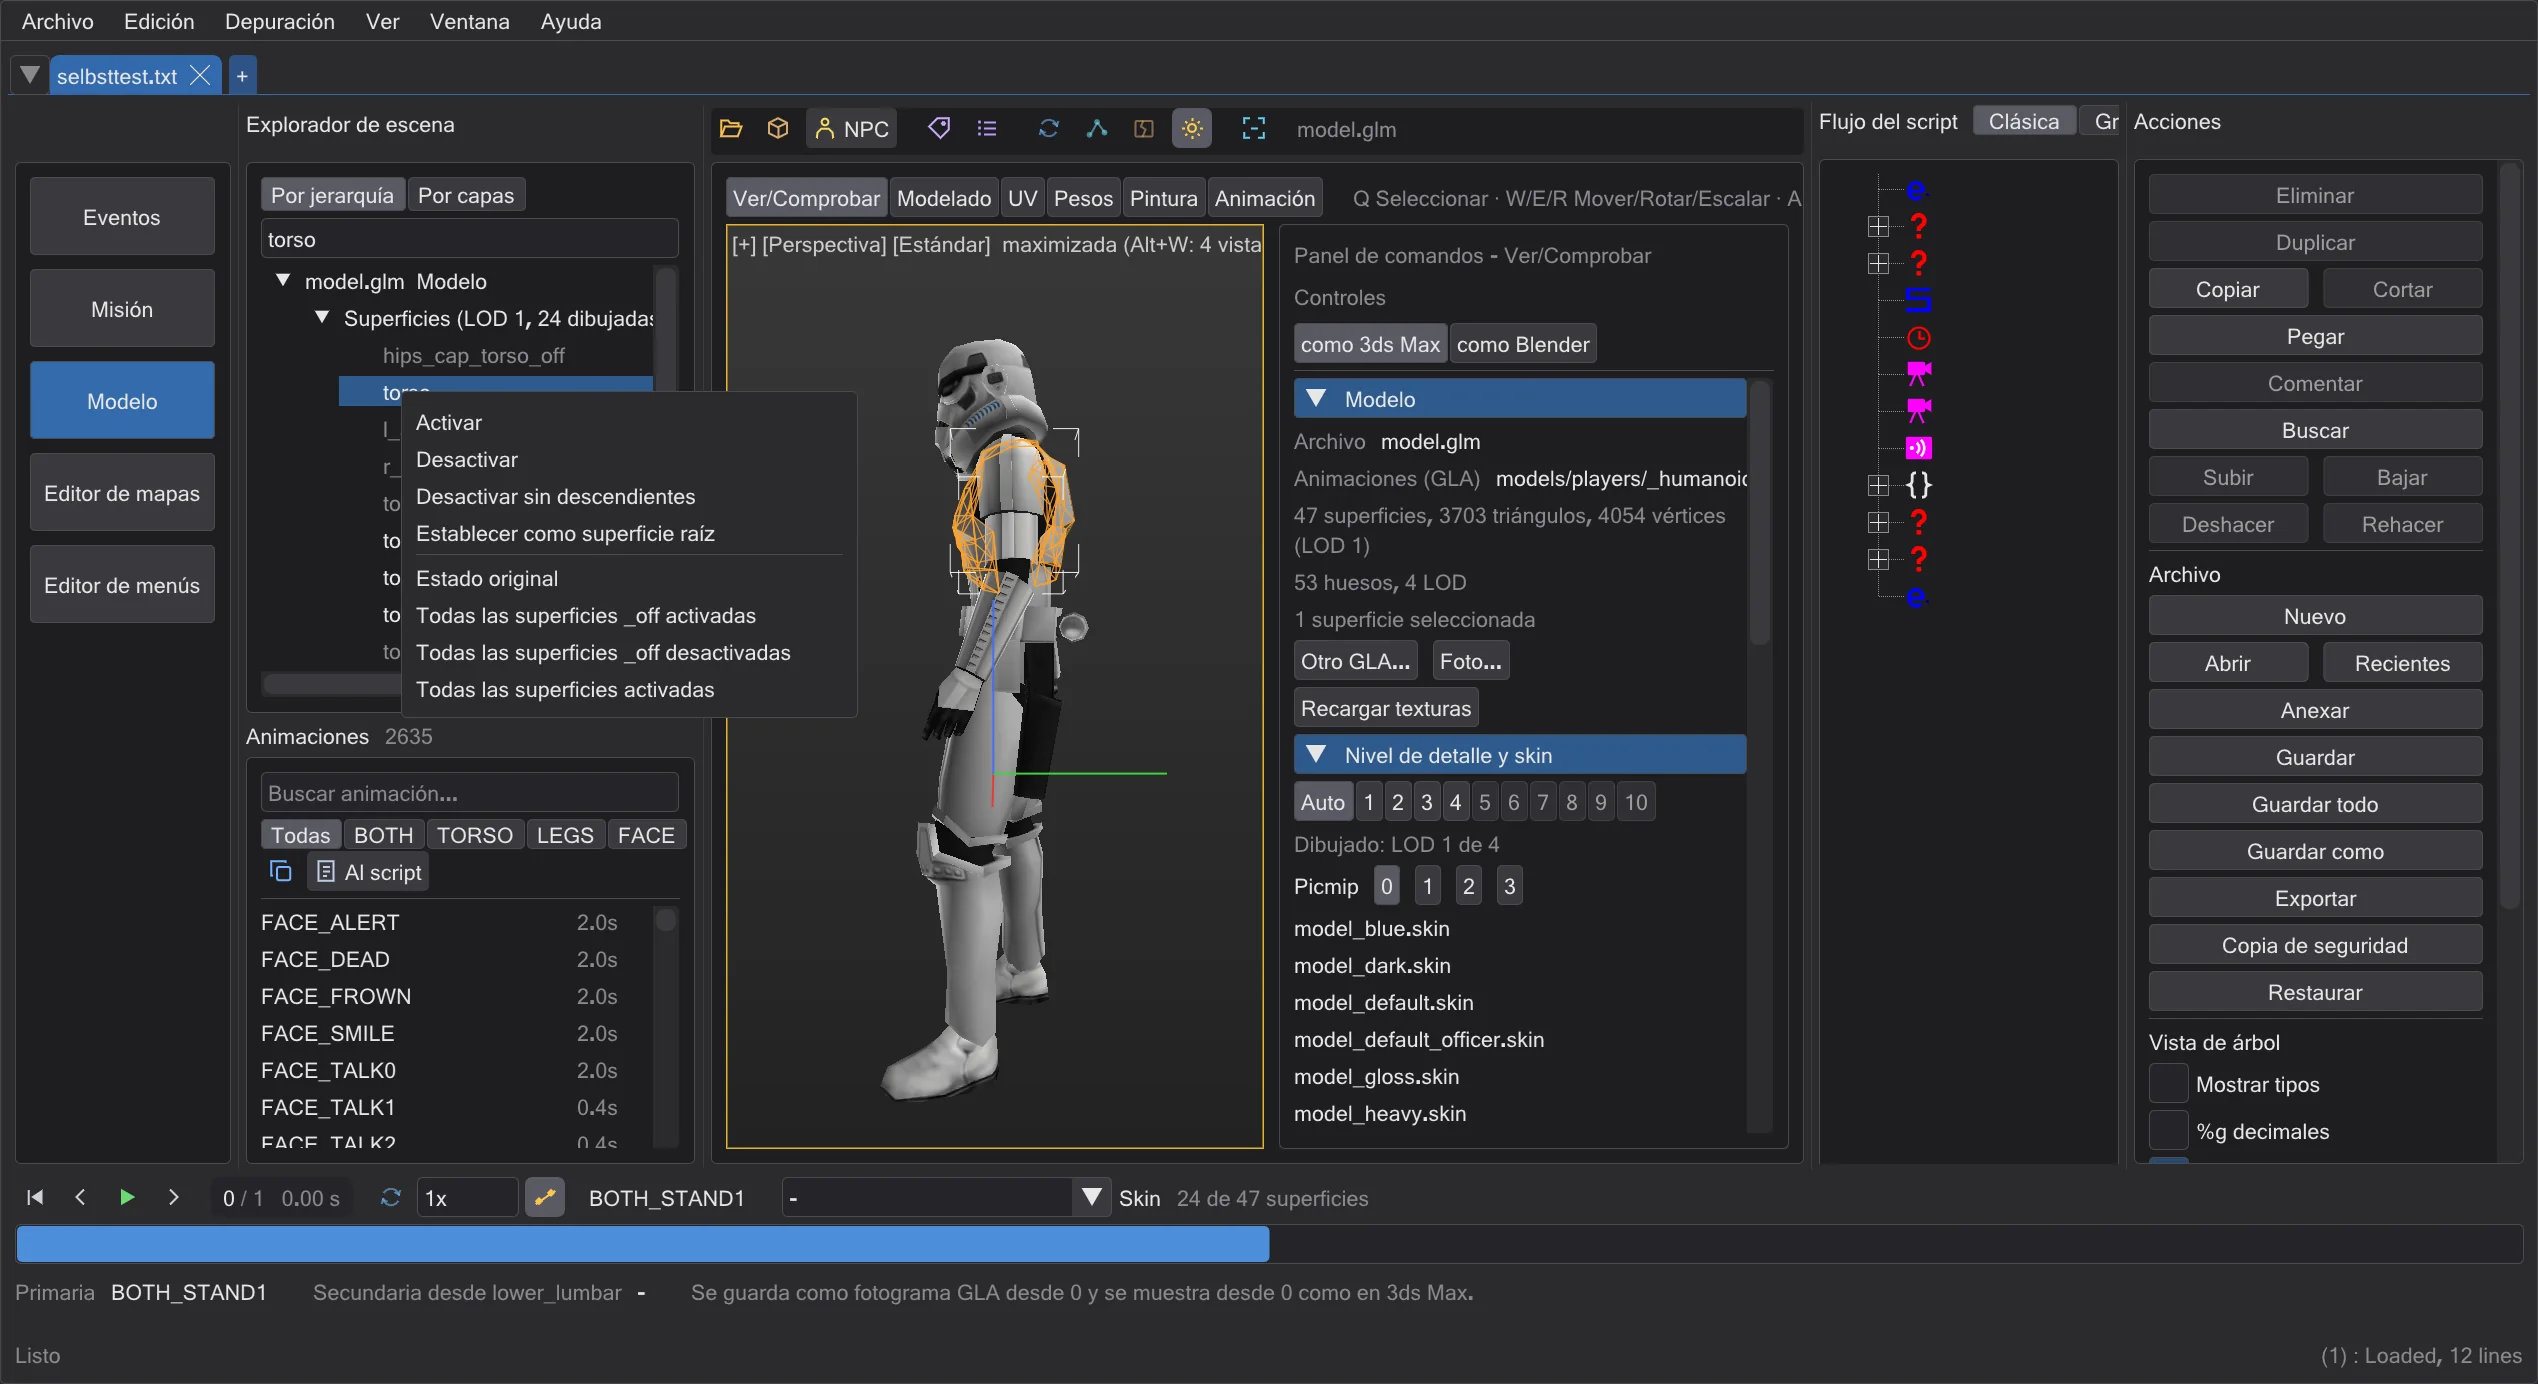 Archivo Edición Depuración Ver Ventana Ayuda
selbsttest.txt +
Explorador de escena
NPC model.glm
Flujo del script Clásica Gr
Acciones
Eventos
Misión
Modelo
Editor de mapas
Editor de menús
Por jerarquía Por capas
torso
model.glm Modelo
Superficies (LOD 1, 24 dibujadas
hips_cap_torso_off
torso
l_
r_
to
to
to
to
to
Activar
Desactivar
Desactivar sin descendientes
Establecer como superficie raíz
Estado original
Todas las superficies _off activadas
Todas las superficies _off desactivadas
Todas las superficies activadas
Animaciones 2635
Buscar animación...
Todas BOTH TORSO LEGS FACE
Al script
FACE_ALERT 2.0s
FACE_DEAD 2.0s
FACE_FROWN 2.0s
FACE_SMILE 2.0s
FACE_TALK0 2.0s
FACE_TALK1 0.4s
FACE_TALK2 0.4s
Ver/Comprobar Modelado UV Pesos Pintura Animación Q Seleccionar · W/E/R Mover/Rotar/Escalar · A
[+] [Perspectiva] [Estándar] maximizada (Alt+W: 4 vista
Panel de comandos - Ver/Comprobar
Controles
como 3ds Max como Blender
Modelo
Archivo model.glm
Animaciones (GLA) models/players/_humanoid
47 superficies, 3703 triángulos, 4054 vértices
(LOD 1)
53 huesos, 4 LOD
1 superficie seleccionada
Otro GLA... Foto...
Recargar texturas
Nivel de detalle y skin
Auto 1 2 3 4 5 6 7 8 9 10
Dibujado: LOD 1 de 4
Picmip 0 1 2 3
model_blue.skin
model_dark.skin
model_default.skin
model_default_officer.skin
model_gloss.skin
model_heavy.skin
e
?
?
S
{}
?
?
e
Eliminar
Duplicar
Copiar Cortar
Pegar
Comentar
Buscar
Subir Bajar
Deshacer Rehacer
Archivo
Nuevo
Abrir Recientes
Anexar
Guardar
Guardar todo
Guardar como
Exportar
Copia de seguridad
Restaurar
Vista de árbol
Mostrar tipos
%g decimales
0 / 1 0.00 s 1x BOTH_STAND1 - Skin 24 de 47 superficies
Primaria BOTH_STAND1 Secundaria desde lower_lumbar - Se guarda como fotograma GLA desde 0 y se muestra desde 0 como en 3ds Max.
Listo (1) : Loaded, 12 lines